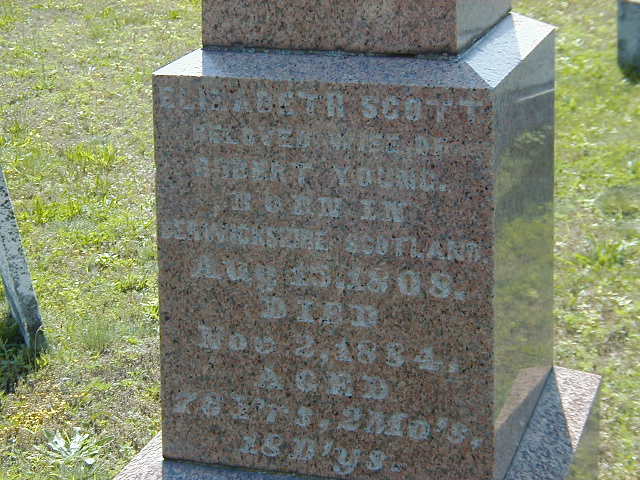 ELIZABETH SCOTT
BELOVED WIFE OF
ROBERT YOUNG.
BORN IN
BERWICKSHIRE, SCOTLAND.
AUG 15, 1808.
DIED
Nov 2, 1884,
AGED
76 Y'rs, 2 Mo's,
18 D'ys.